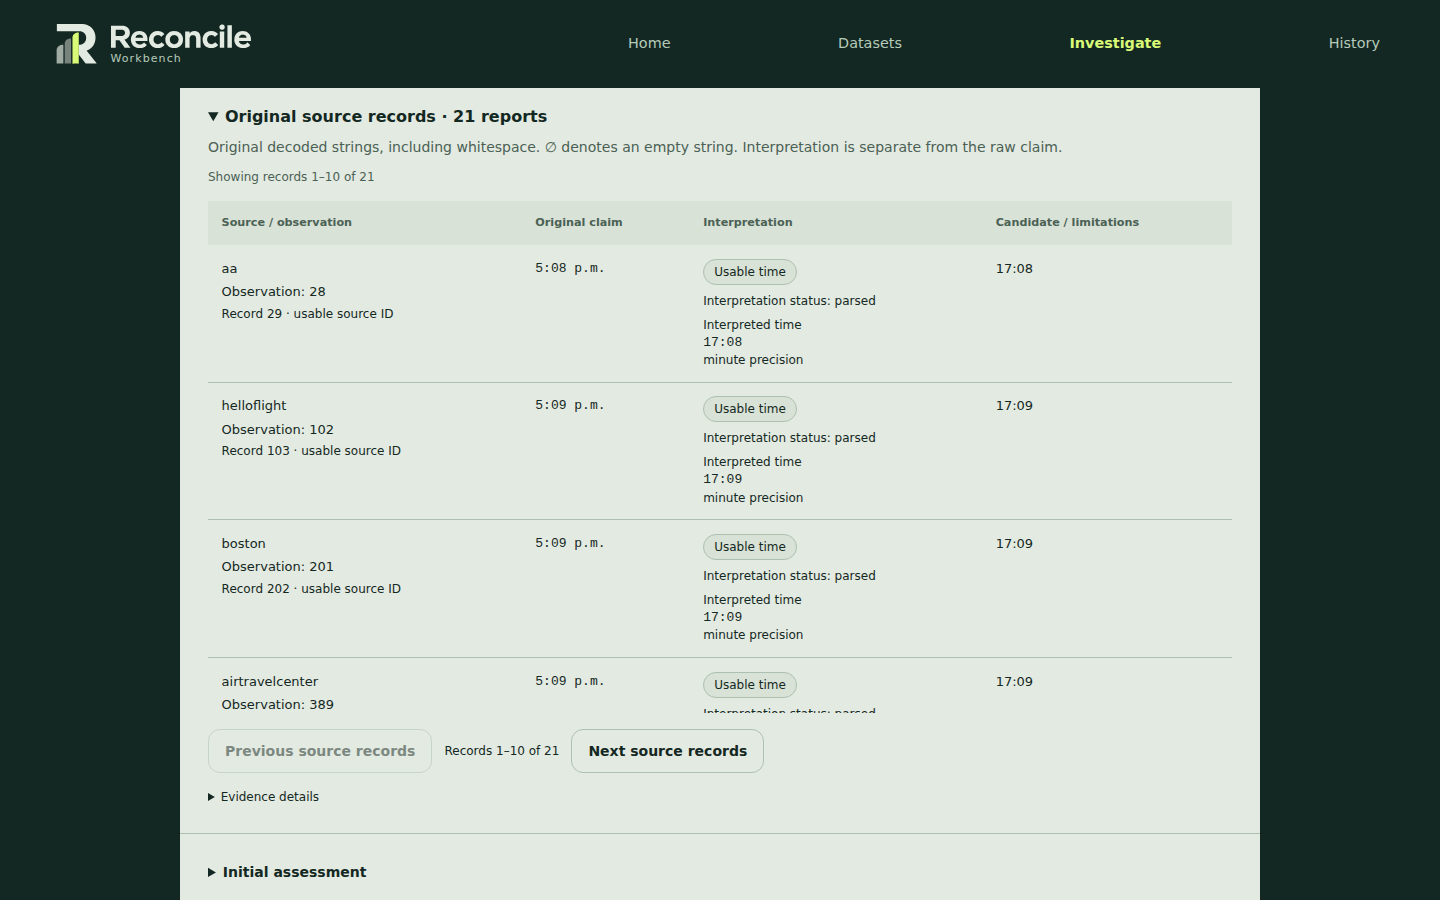 Reconcile
Workbench
Home
Datasets
Investigate
History
Original source records · 21 reports
Original decoded strings, including whitespace. ∅ denotes an empty string. Interpretation is separate from the raw claim.
Showing records 1–10 of 21
Source / observation
Original claim
Interpretation
Candidate / limitations
aa
Observation: 28
Record 29 · usable source ID
5:08 p.m.
Usable time
Interpretation status: parsed
Interpreted time
17:08
minute precision
17:08
helloflight
Observation: 102
Record 103 · usable source ID
5:09 p.m.
Usable time
Interpretation status: parsed
Interpreted time
17:09
minute precision
17:09
boston
Observation: 201
Record 202 · usable source ID
5:09 p.m.
Usable time
Interpretation status: parsed
Interpreted time
17:09
minute precision
17:09
airtravelcenter
Observation: 389
5:09 p.m.
Usable time
Interpretation status: parsed
17:09
Previous source records
Records 1–10 of 21
Next source records
Evidence details
Initial assessment